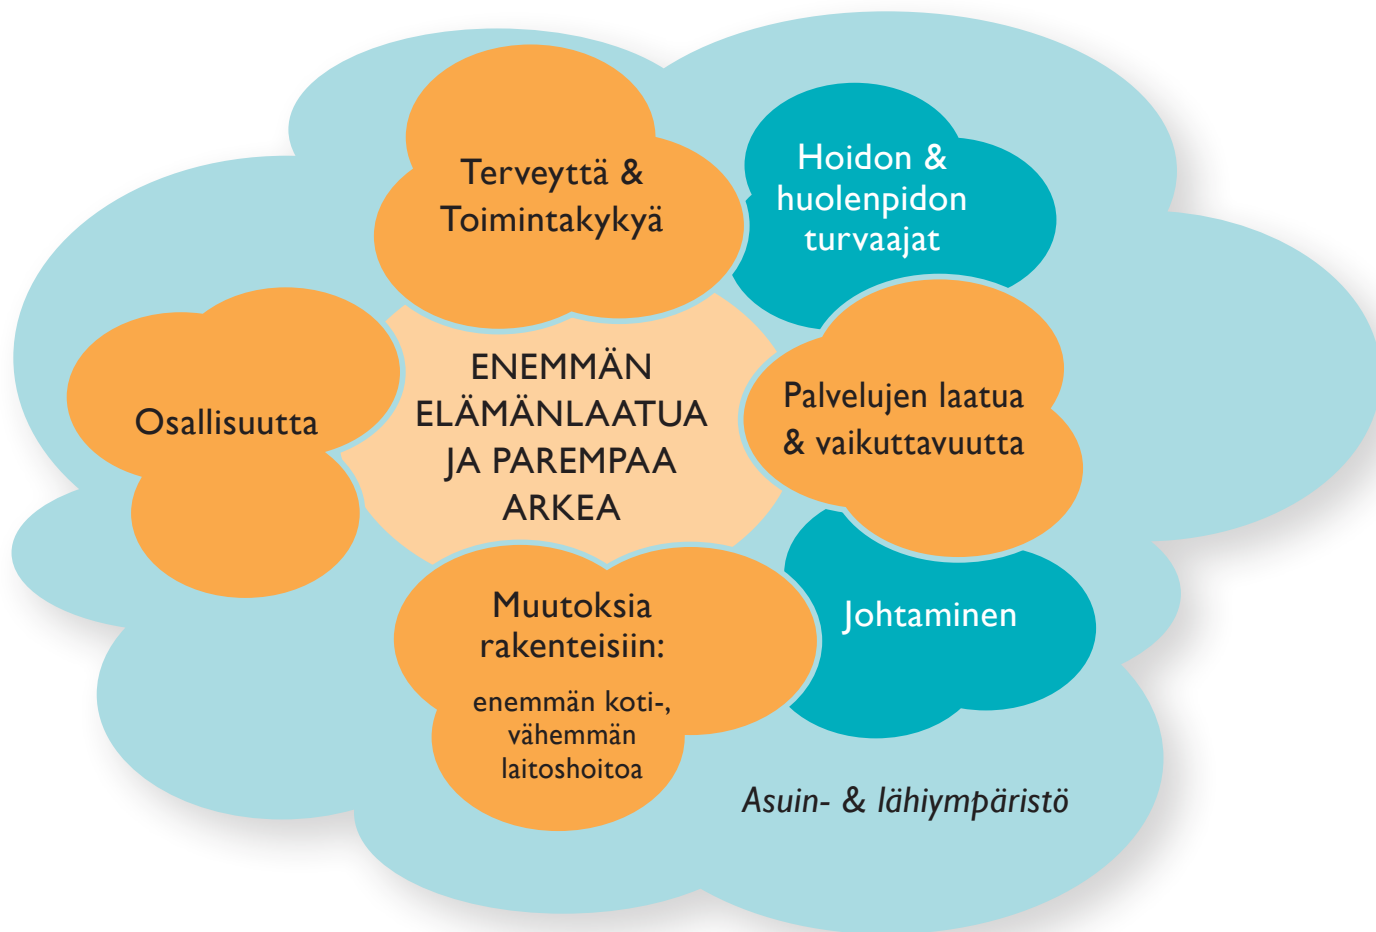 Terveyttä &
Toimintakykyä
Hoidon &
huolenpidon
turvaajat
Osallisuutta
ENEMMÄN
ELÄMÄNLAATUA
JA PAREMPAA
ARKEA
Palvelujen laatua
& vaikuttavuutta
Muutoksia
rakenteisiin:
enemmän koti-,
vähemmän
laitoshoitoa
Johtaminen
Asuin- & lähiympäristö